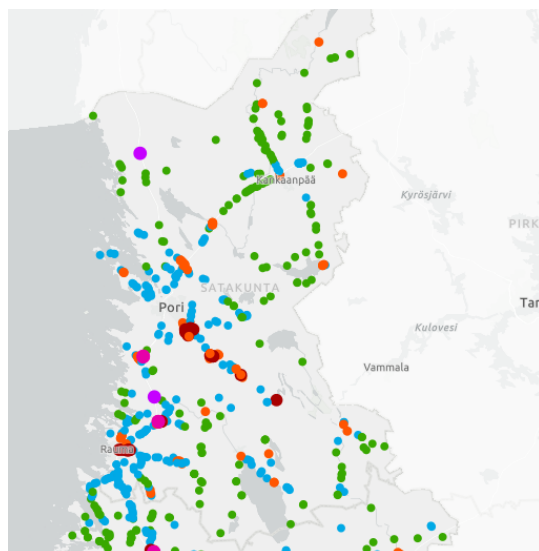 Kankaanpää
Kyrösjärvi
PIRK
SATAKUNTA
Pori
Tar
Kulovesi
Vammala
Rauma